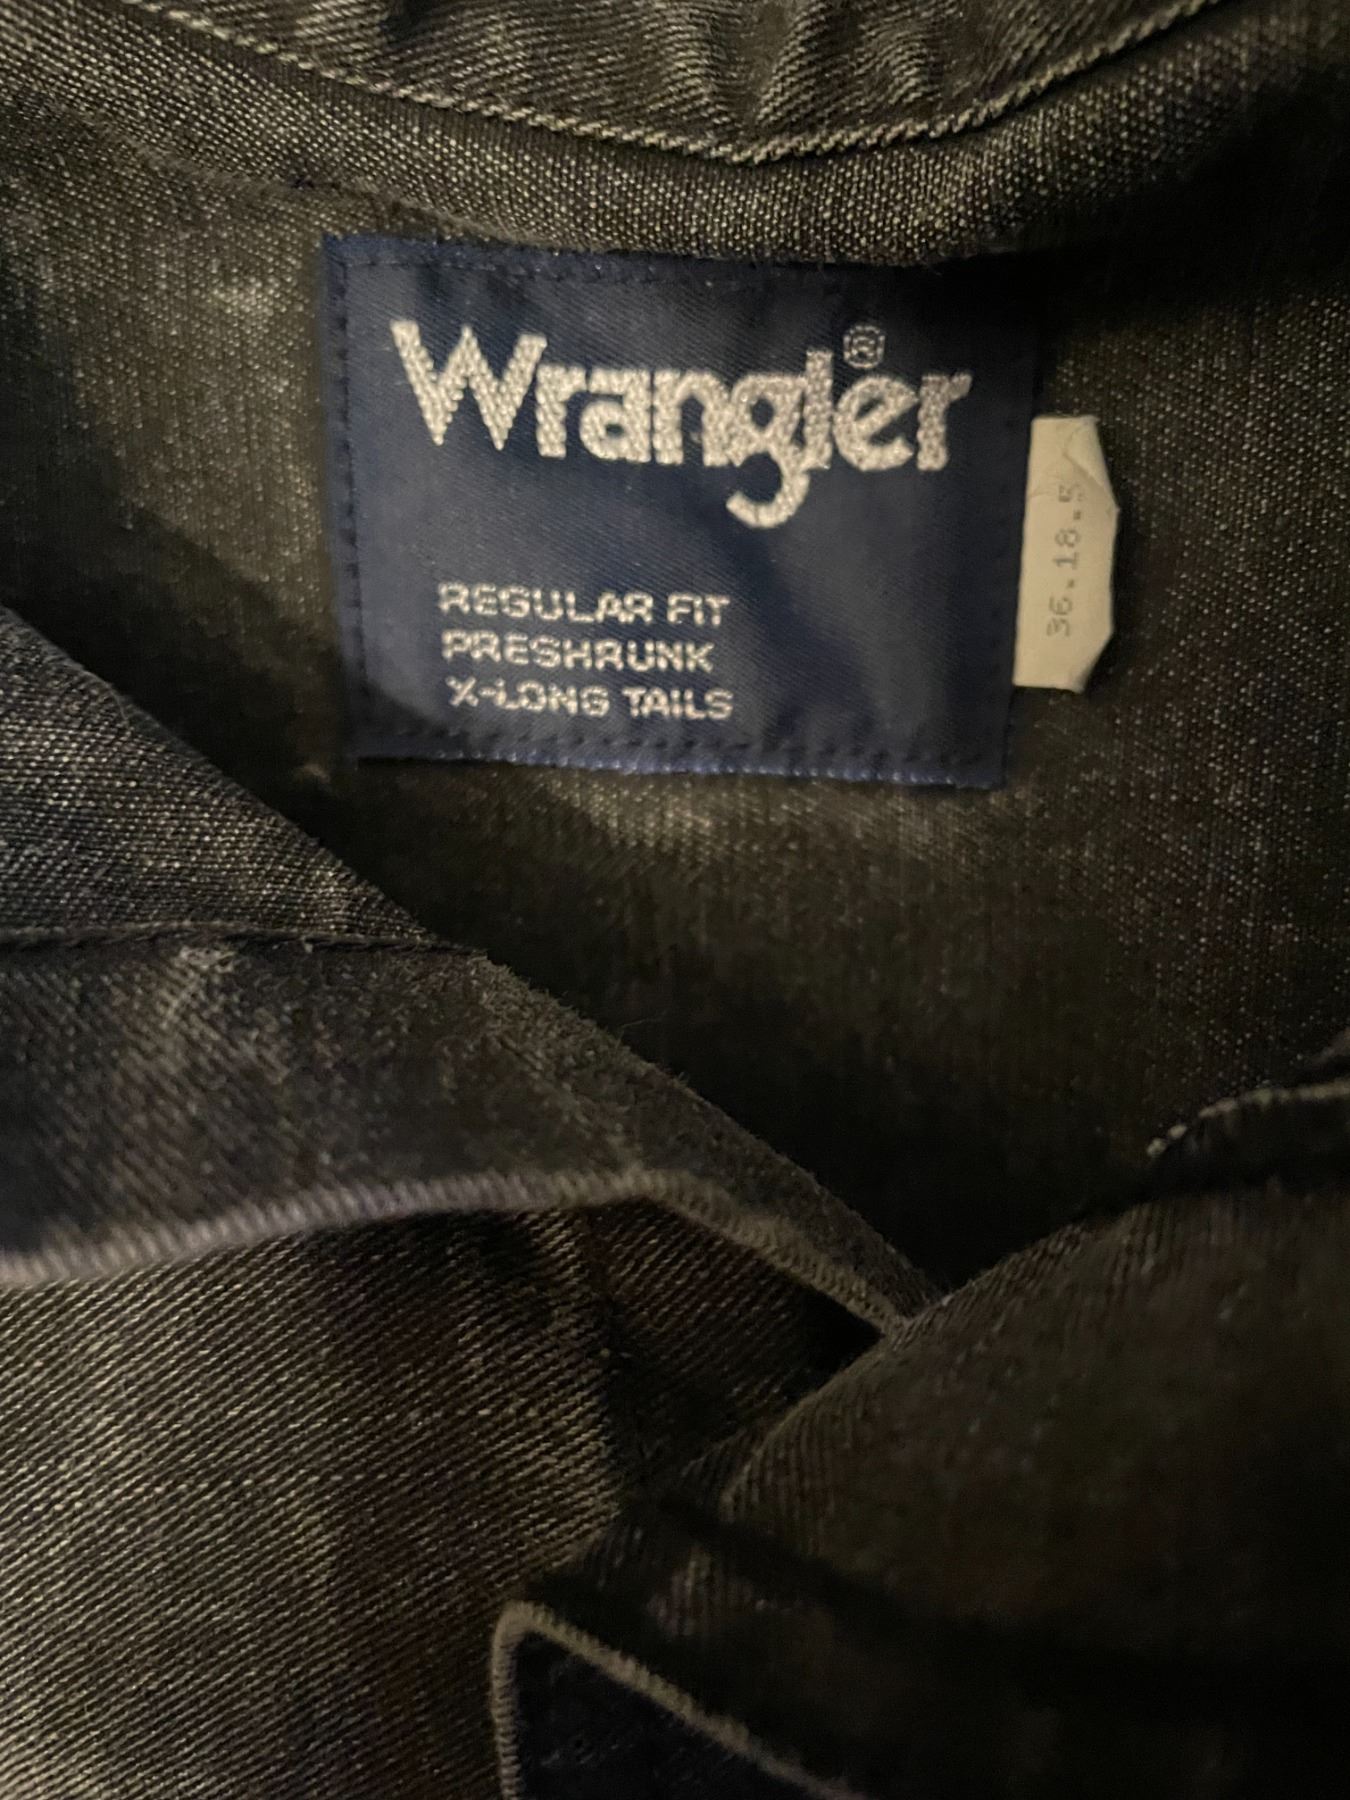 Wrangler®
REGULAR FIT
PRESHRUNK
X-LONG TAILS
36.18.5